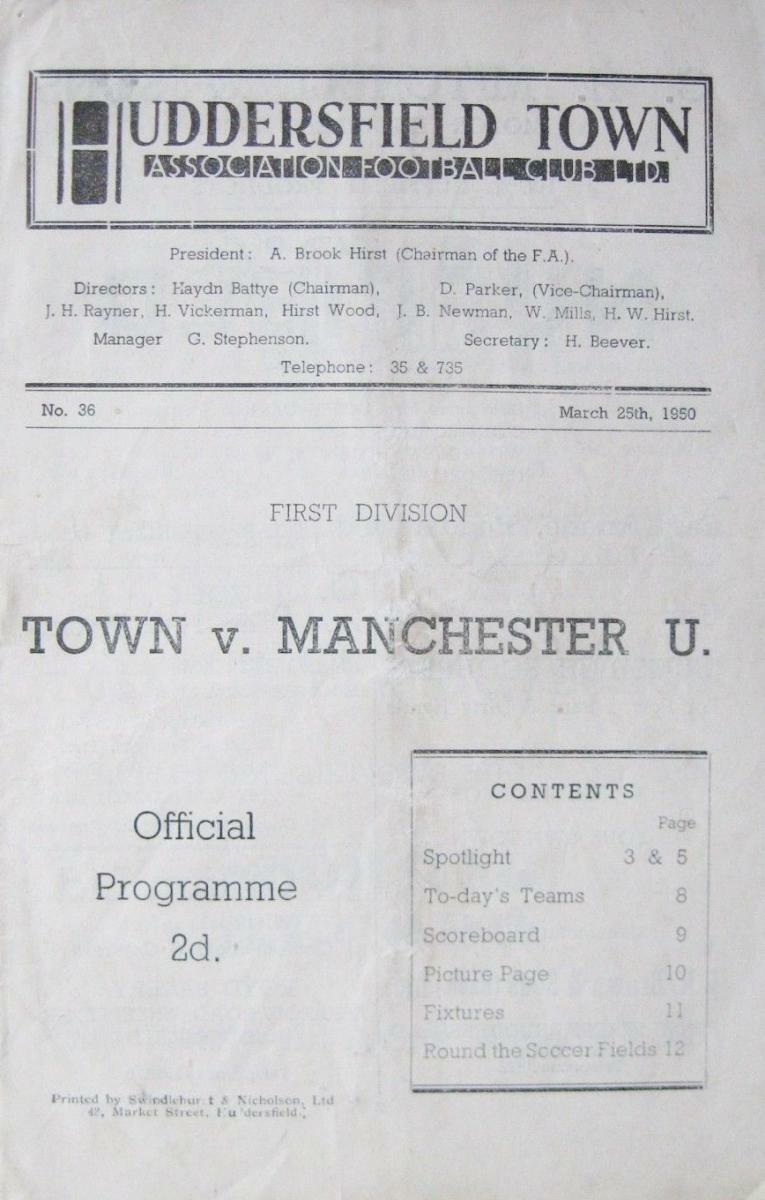 HUDDERSFIELD TOWN
ASSOCIATION FOOTBALL CLUB LTD.
President: A. Brook Hirst (Chairman of the F.A.).
Directors: Haydn Battye (Chairman), D. Parker, (Vice-Chairman),
J. H. Rayner, H. Vickerman, Hirst Wood, J. B. Newman, W. Mills, H. W. Hirst.
Manager G. Stephenson. Secretary: H. Beever.
Telephone: 35 & 735
No. 36 March 25th, 1950
FIRST DIVISION
TOWN v. MANCHESTER U.
Official
Programme
2d.
CONTENTS
Page
Spotlight 3 & 5
To-day's Teams 8
Scoreboard 9
Picture Page 10
Fixtures 11
Round the Soccer Fields 12
Printed by Swindlehurst & Nicholson, Ltd
42, Market Street, Huddersfield.